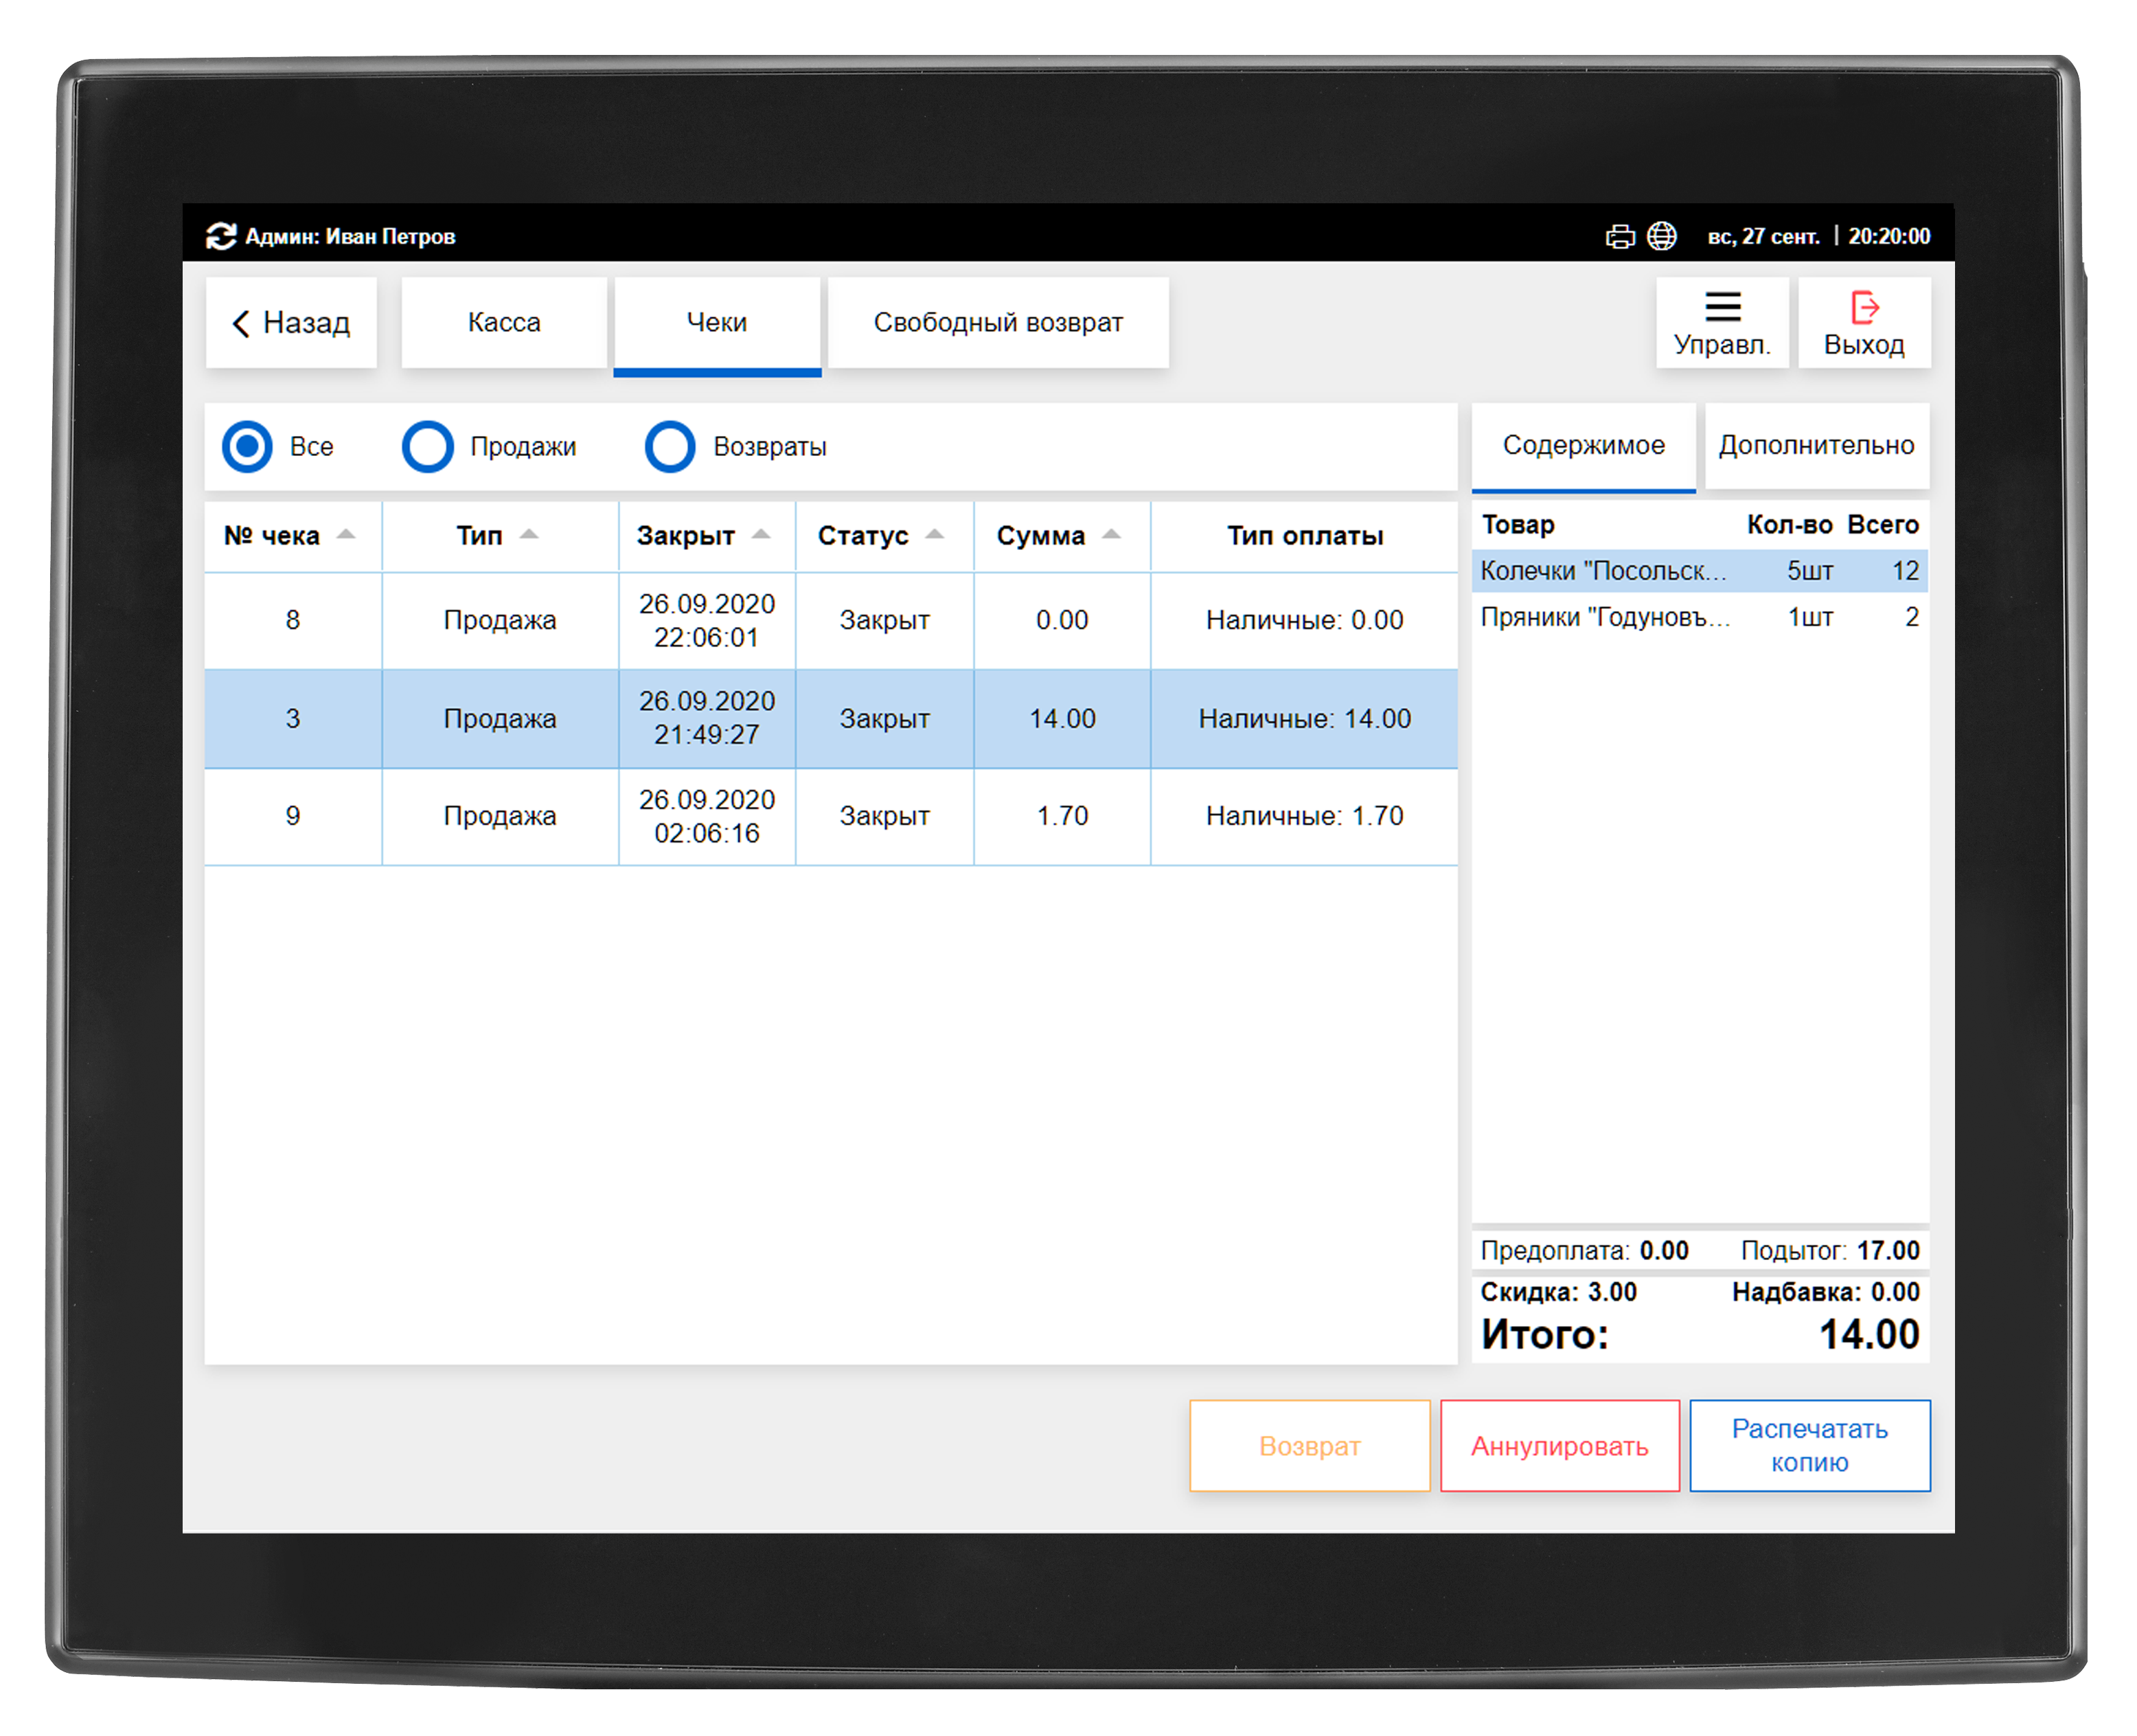 Админ: Иван Петров
вс, 27 сент. | 20:20:00
Назад
Касса
Чеки
Свободный возврат
Управл.
Выход
Все
Продажи
Возвраты
Содержимое
Дополнительно
№ чека Тип Закрыт Статус Сумма Тип оплаты
8 Продажа 26.09.2020 22:06:01 Закрыт 0.00 Наличные: 0.00
3 Продажа 26.09.2020 21:49:27 Закрыт 14.00 Наличные: 14.00
9 Продажа 26.09.2020 02:06:16 Закрыт 1.70 Наличные: 1.70
Товар Кол-во Всего
Колечки "Посольск... 5шт 12
Пряники "Годуновъ... 1шт 2
Предоплата: 0.00 Подытог: 17.00
Скидка: 3.00 Надбавка: 0.00
Итого: 14.00
Возврат
Аннулировать
Распечатать
копию